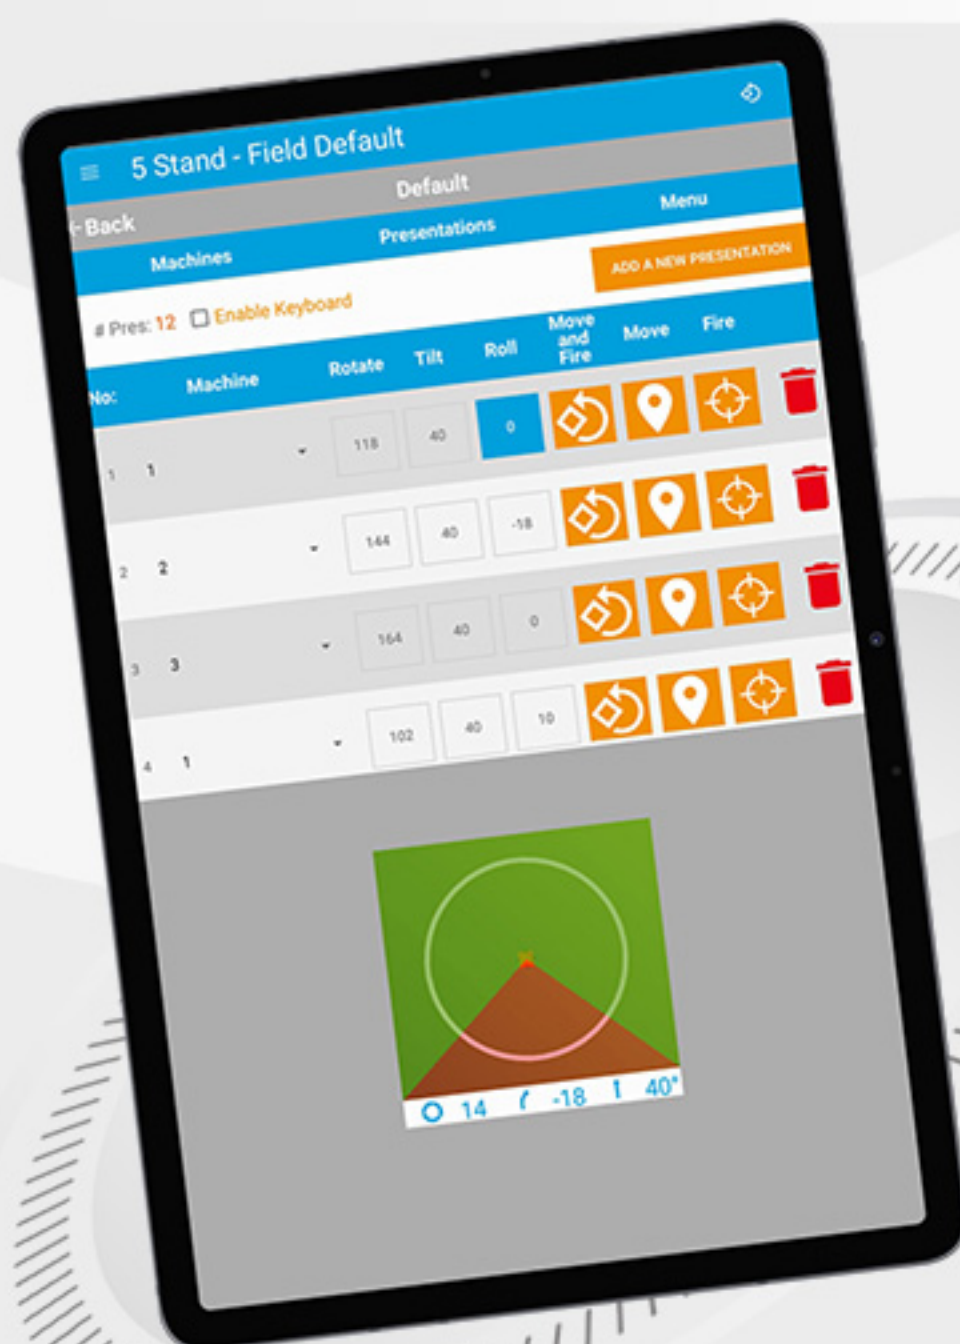 5 Stand - Field Default
Back
Default
Machines Presentations Menu
# Pres: 12 Enable Keyboard ADD A NEW PRESENTATION
No: Machine Rotate Tilt Roll Move and Fire Move Fire
1 1 118 40 0
2 2 144 40 -18
3 3 164 40 0
4 1 102 40 10
14 -18 40°